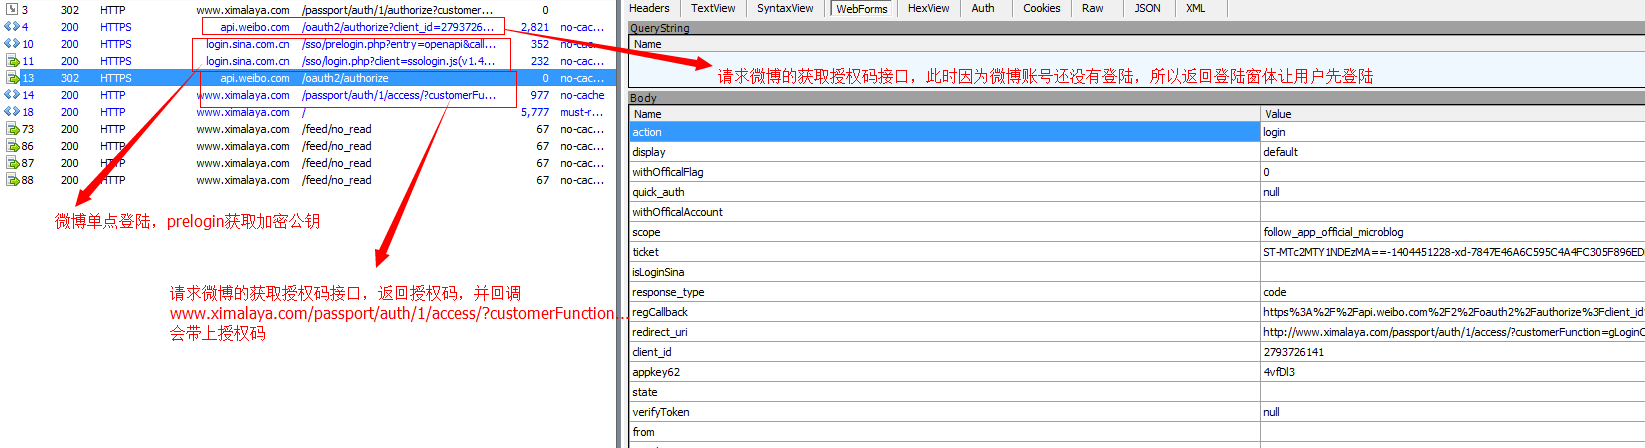 3 302 HTTP www.ximalaya.com /passport/auth/1/authorize?customer... 0
4 200 HTTPS api.weibo.com /oauth2/authorize?client_id=2793726... 2,821 no-cac...
10 200 HTTPS login.sina.com.cn /sso/prelogin.php?entry=openapi&call... 352 no-cac...
11 200 HTTPS login.sina.com.cn /sso/login.php?client=ssologin.js(v1.4... 232 no-cac...
13 302 HTTPS api.weibo.com /oauth2/authorize 0 no-cac...
14 200 HTTP www.ximalaya.com /passport/auth/1/access/?customerFu... 977 no-cache
18 200 HTTP www.ximalaya.com / 5,777 must-r...
73 200 HTTP www.ximalaya.com /feed/no_read 67 no-cac...
86 200 HTTP www.ximalaya.com /feed/no_read 67 no-cac...
87 200 HTTP www.ximalaya.com /feed/no_read 67 no-cac...
88 200 HTTP www.ximalaya.com /feed/no_read 67 no-cac...
微博单点登陆，prelogin获取加密公钥
请求微博的获取授权码接口，返回授权码，并回调
www.ximalaya.com/passport/auth/1/access/?customerFunction...
会带上授权码
Headers TextView SyntaxView WebForms HexView Auth Cookies Raw JSON XML
QueryString
Name
请求微博的获取授权码接口，此时因为微博账号还没有登陆，所以返回登陆窗体让用户先登陆
Body
Name Value
action login
display default
withOfficalFlag 0
quick_auth null
withOfficalAccount
scope follow_app_official_microblog
ticket ST-MTc2MTY1NDEzMA==-1404451228-xd-7847E46A6C595C4A4FC305F896ED
isLoginSina
response_type code
regCallback https%3A%2F%2Fapi.weibo.com%2F2%2Foauth2%2Fauthorize%3Fclient_id
redirect_uri http://www.ximalaya.com/passport/auth/1/access/?customerFunction=gLoginC
client_id 2793726141
appkey62 4vfDl3
state
verifyToken null
from